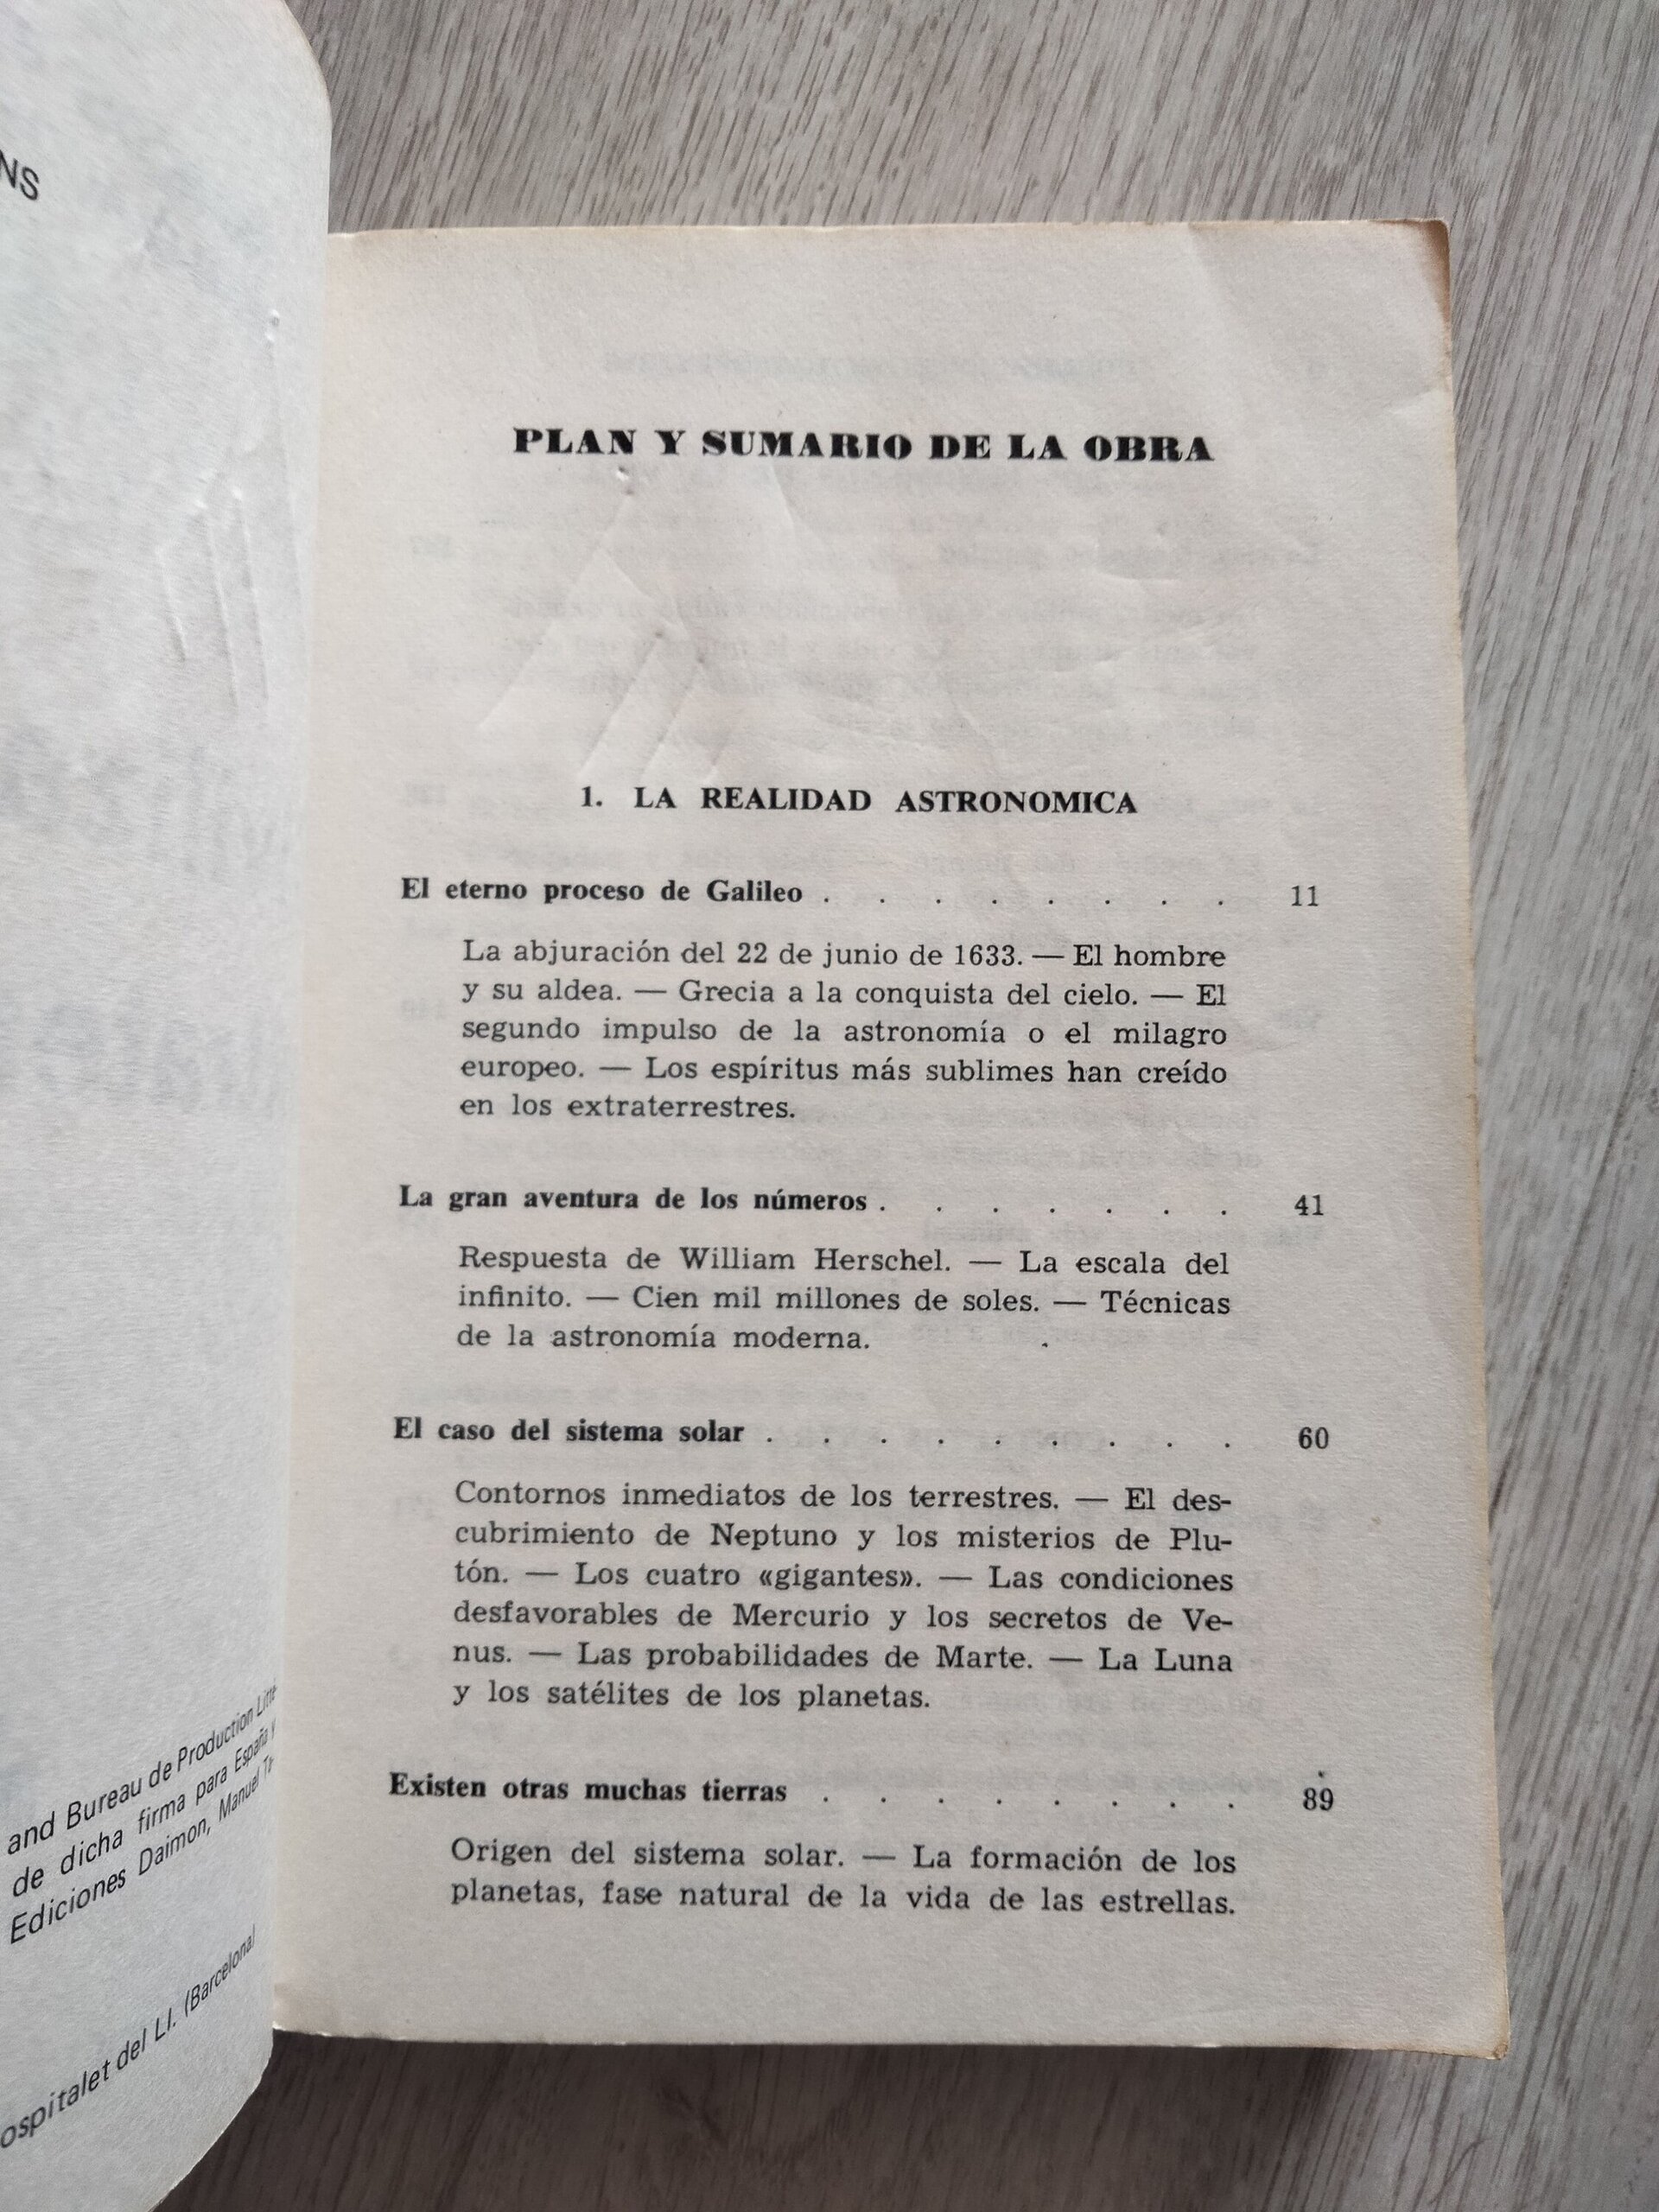 NS
and Bureau de Production
de dicha firma para España
Ediciones Daimon, Manuel
del Ll. (Barcelona)
PLAN Y SUMARIO DE LA OBRA
1. LA REALIDAD ASTRONOMICA
El eterno proceso de Galileo . . . . . . . . 11
La abjuración del 22 de junio de 1633. — El hombre
y su aldea. — Grecia a la conquista del cielo. — El
segundo impulso de la astronomía o el milagro
europeo. — Los espíritus más sublimes han creído
en los extraterrestres.
La gran aventura de los números . . . . . . . 41
Respuesta de William Herschel. — La escala del
infinito. — Cien mil millones de soles. — Técnicas
de la astronomía moderna.
El caso del sistema solar . . . . . . . . . 60
Contornos inmediatos de los terrestres. — El des-
cubrimiento de Neptuno y los misterios de Plu-
tón. — Los cuatro «gigantes». — Las condiciones
desfavorables de Mercurio y los secretos de Ve-
nus. — Las probabilidades de Marte. — La Luna
y los satélites de los planetas.
Existen otras muchas tierras . . . . . . . . 89
Origen del sistema solar. — La formación de los
planetas, fase natural de la vida de las estrellas.